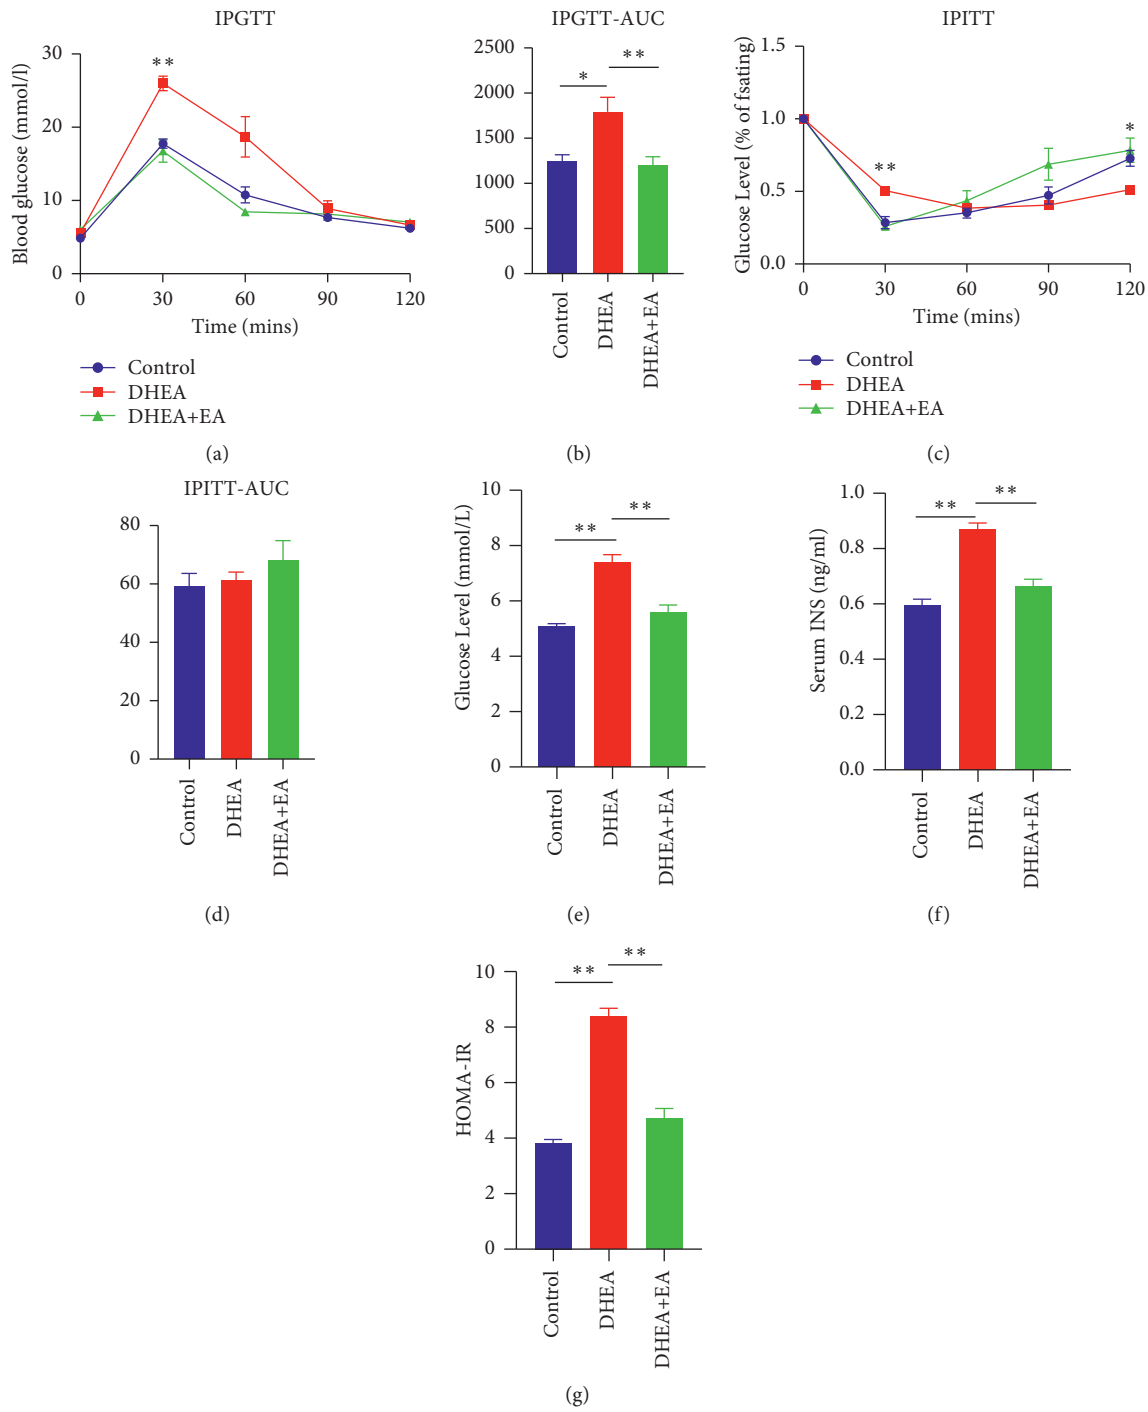 IPGTT
Blood glucose (mmol/l)
30
20
10
0
**
0 30 60 90 120
Time (mins)
Control
DHEA
DHEA+EA
(a)
IPGTT-AUC
2500
2000
1500
1000
500
0
* **
Control
DHEA
DHEA+EA
(b)
IPITT
Glucose Level (% of fsating)
1.5
1.0
0.5
0.0
**
*
0 30 60 90 120
Time (mins)
Control
DHEA
DHEA+EA
(c)
IPITT-AUC
80
60
40
20
0
Control
DHEA
DHEA+EA
(d)
Glucose Level (mmol/L)
10
8
6
4
2
0
** **
Control
DHEA
DHEA+EA
(e)
Serum INS (ng/ml)
1.0
0.8
0.6
0.4
0.2
0.0
** **
Control
DHEA
DHEA+EA
(f)
HOMA-IR
10
8
6
4
2
0
** **
Control
DHEA
DHEA+EA
(g)